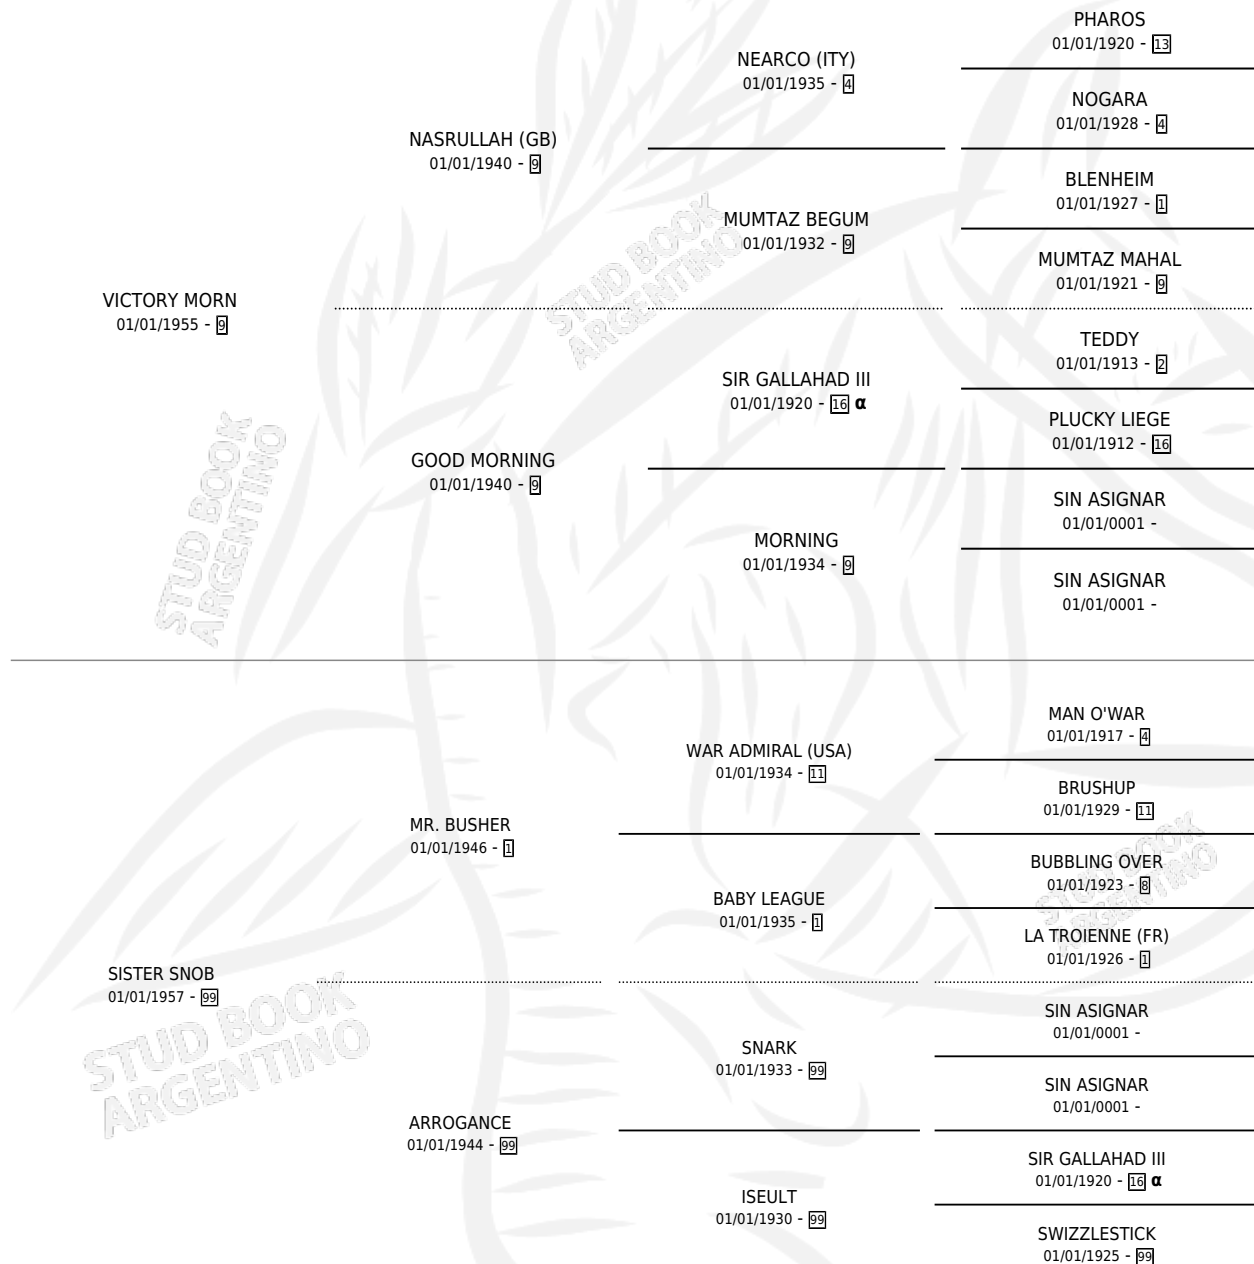 PHAROS
01/01/1920 - 13
NEARCO (ITY)
01/01/1935 - 4
NOGARA
01/01/1928 - 4
NASRULLAH (GB)
01/01/1940 - 9
BLENHEIM
01/01/1927 - 1
MUMTAZ BEGUM
01/01/1932 - 9
MUMTAZ MAHAL
01/01/1921 - 9
STUD BOOK
ARGENTINO
VICTORY MORN
01/01/1955 - 9
TEDDY
01/01/1913 - 2
SIR GALLAHAD III
01/01/1920 - 16 α
PLUCKY LIEGE
01/01/1912 - 16
GOOD MORNING
01/01/1940 - 9
SIN ASIGNAR
01/01/0001 -
MORNING
01/01/1934 - 9
SIN ASIGNAR
01/01/0001 -
STUD BOOK
ARGENTINO
MAN O'WAR
01/01/1917 - 4
WAR ADMIRAL (USA)
01/01/1934 - 11
BRUSHUP
01/01/1929 - 11
MR. BUSHER
01/01/1946 - 1
BUBBLING OVER
01/01/1923 - 8
BABY LEAGUE
01/01/1935 - 1
LA TROIENNE (FR)
01/01/1926 - 1
STUD BOOK
ARGENTINO
SISTER SNOB
01/01/1957 - 99
SIN ASIGNAR
01/01/0001 -
SNARK
01/01/1933 - 99
SIN ASIGNAR
01/01/0001 -
STUD BOOK
ARGENTINO
ARROGANCE
01/01/1944 - 99
SIR GALLAHAD III
01/01/1920 - 16 α
ISEULT
01/01/1930 - 99
SWIZZLESTICK
01/01/1925 - 99